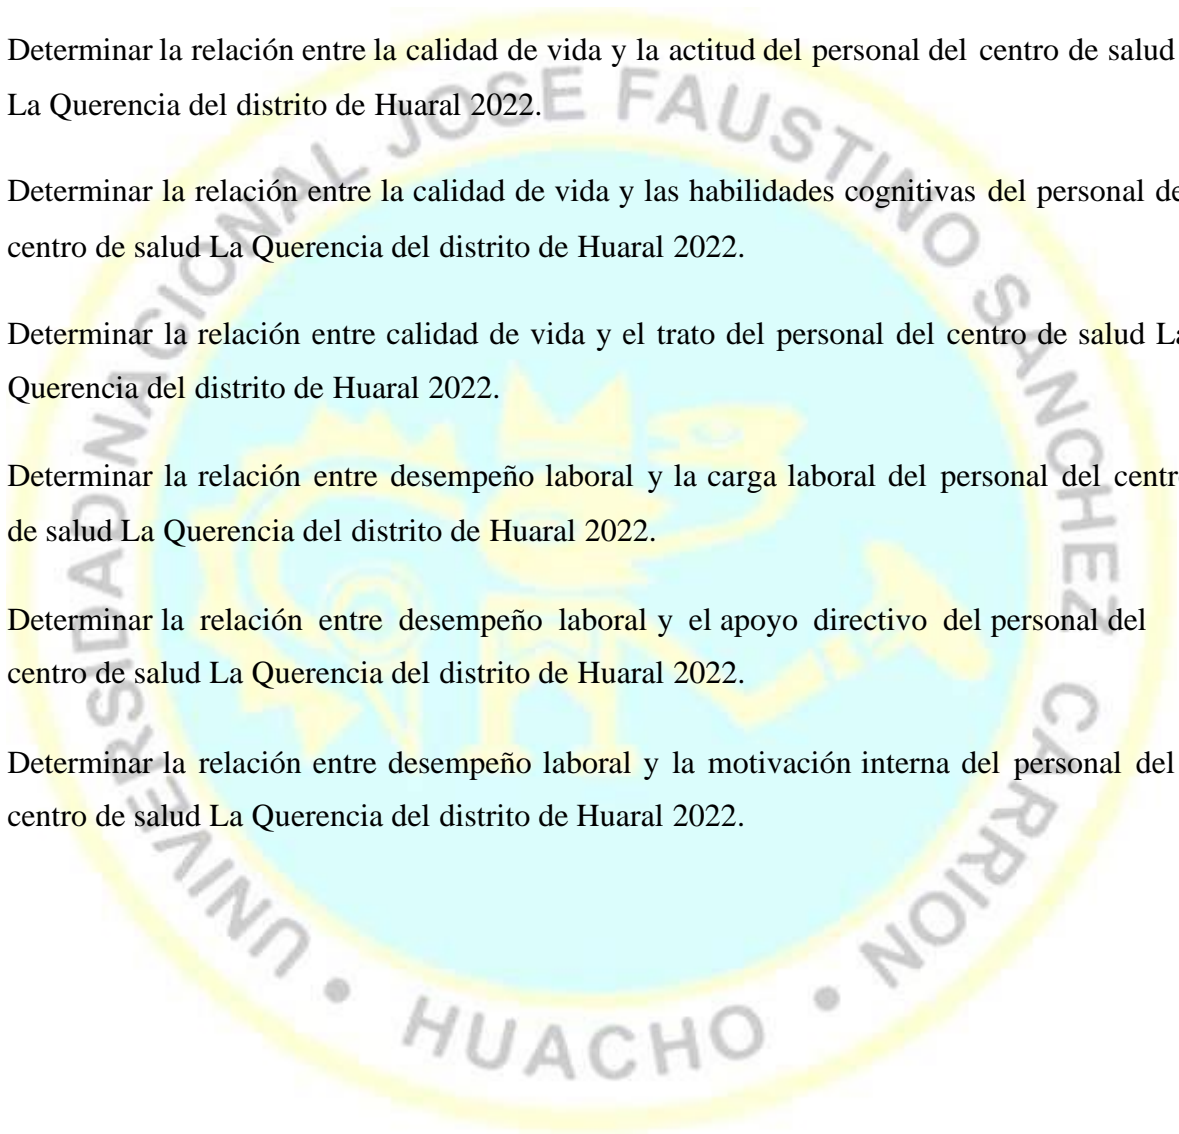 Determinar la relación entre la calidad de vida y la actitud del personal del centro de salud
La Querencia del distrito de Huaral 2022.
Determinar la relación entre la calidad de vida y las habilidades cognitivas del personal de
centro de salud La Querencia del distrito de Huaral 2022.
Determinar la relación entre calidad de vida y el trato del personal del centro de salud La
Querencia del distrito de Huaral 2022.
Determinar la relación entre desempeño laboral y la carga laboral del personal del centr
de salud La Querencia del distrito de Huaral 2022.
Determinar la relación entre desempeño laboral y el apoyo directivo del personal del
centro de salud La Querencia del distrito de Huaral 2022.
Determinar la relación entre desempeño laboral y la motivación interna del personal del
centro de salud La Querencia del distrito de Huaral 2022.
UNIVERSIDAD NACIONAL JOSE FAUSTINO SANCHEZ CARRION
• HUACHO •